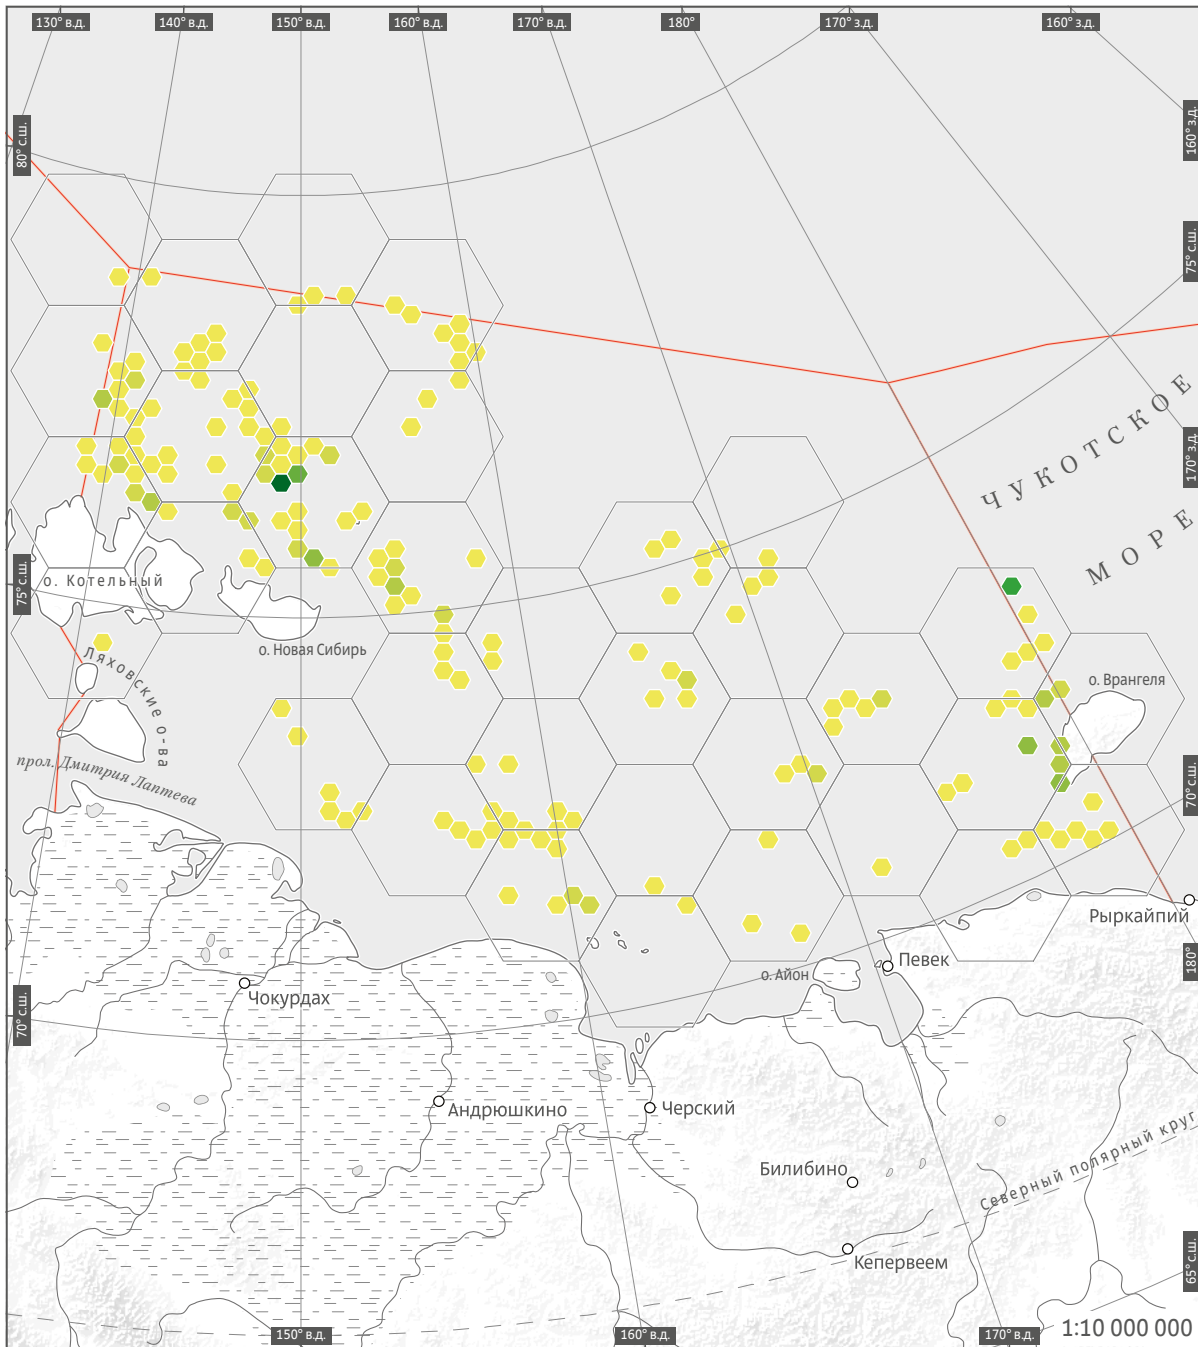 130° в.д.
140° в.д.
150° в.д.
160° в.д.
170° в.д.
180°
170° з.д.
160° з.д.
80° с.ш.
160° з.д.
75° с.ш.
ЧУКОТСКОЕ
170° з.д.
МОРЕ
75° с.ш.
о. Котельный
о. Новая Сибирь
Ляховские о-ва
о. Врангеля
прол. Дмитрия Лаптева
70° с.ш.
Рыркайпий
Певек
о. Айон
180°
Чокурдах
70° с.ш.
Андрюшкино
Черский
Билибино
Северный полярный круг
Кепервеем
65° с.ш.
150° в.д.
160° в.д.
170° в.д.
1:10 000 000